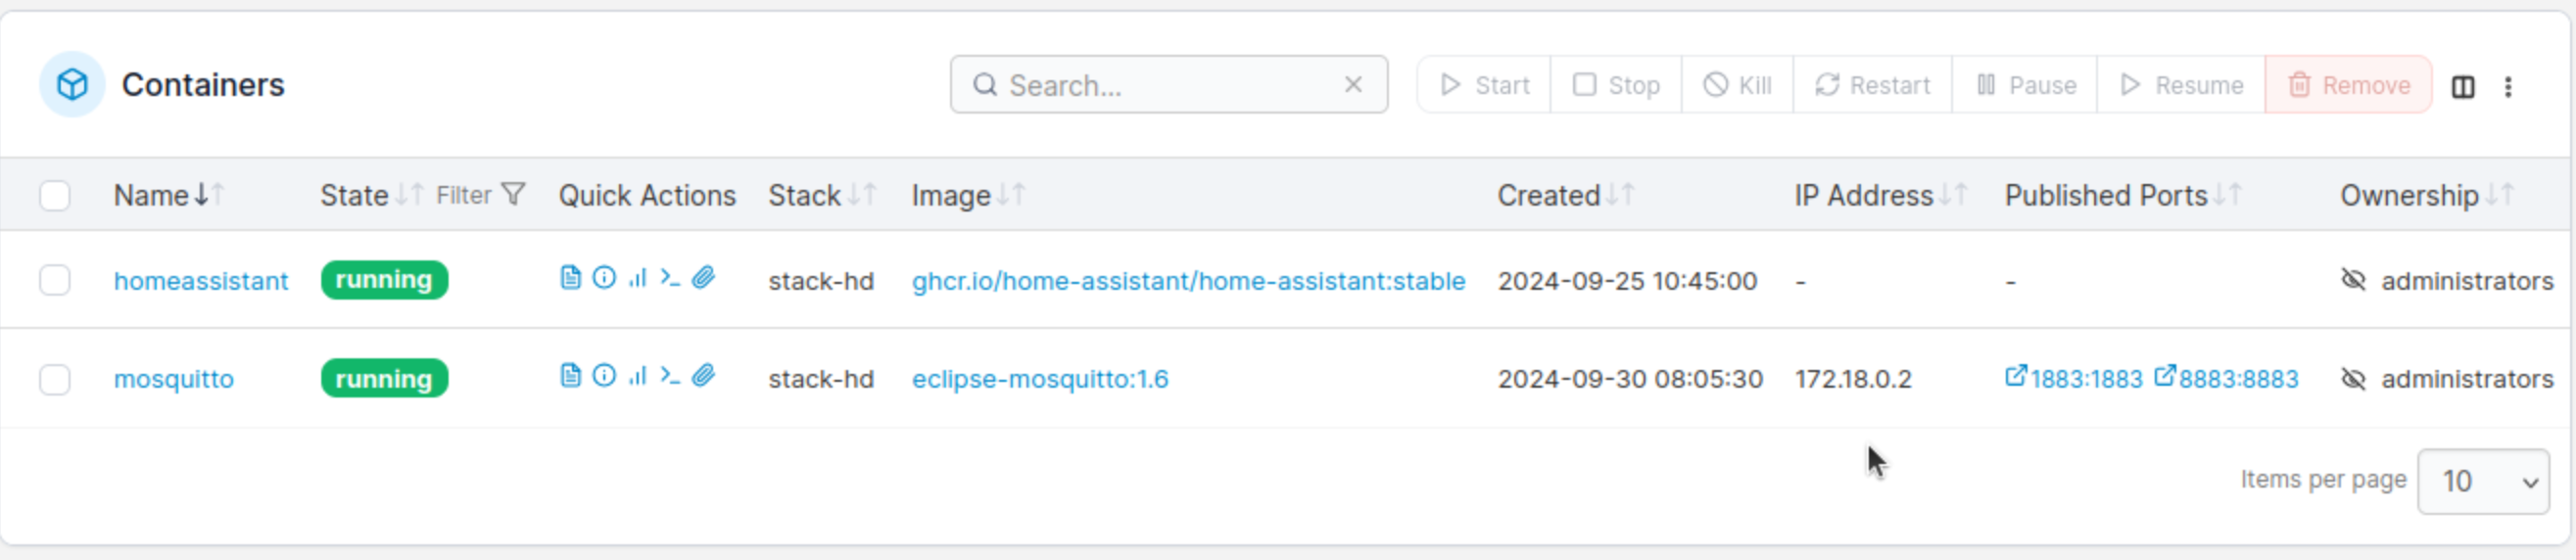 Containers Search... Start Stop Kill Restart Pause Resume Remove
Name State Filter Quick Actions Stack Image Created IP Address Published Ports Ownership
homeassistant running stack-hd ghcr.io/home-assistant/home-assistant:stable 2024-09-25 10:45:00 - - administrators
mosquitto running stack-hd eclipse-mosquitto:1.6 2024-09-30 08:05:30 172.18.0.2 1883:1883 8883:8883 administrators
Items per page 10